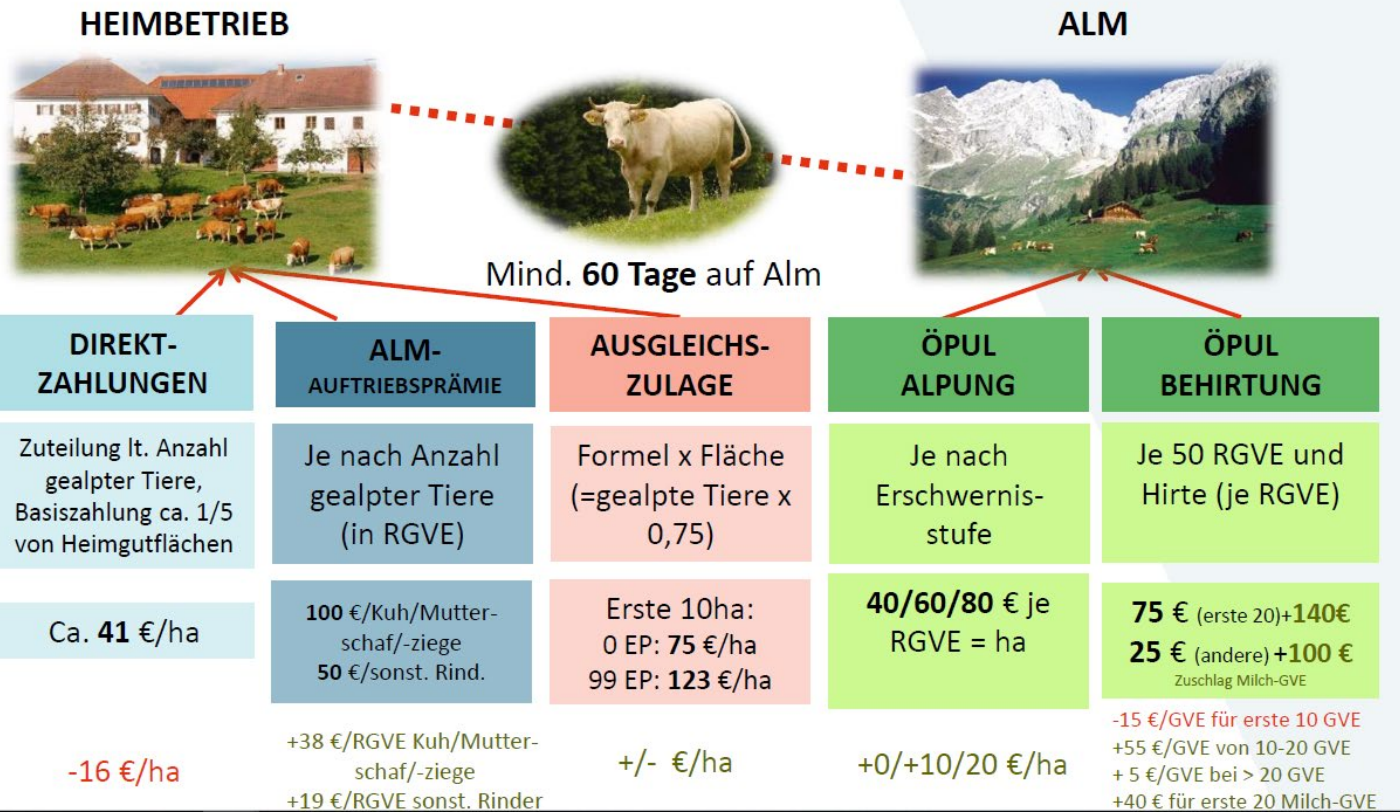 HEIMBETRIEB
ALM
Mind. 60 Tage auf Alm
DIREKT-
ZAHLUNGEN
Zuteilung lt. Anzahl
gealpter Tiere,
Basiszahlung ca. 1/5
von Heimgutflächen
Ca. 41 €/ha
-16 €/ha
ALM-
AUFTRIEBSPRÄMIE
Je nach Anzahl
gealpter Tiere
(in RGVE)
100 €/Kuh/Mutter-
schaf/-ziege
50 €/sonst. Rind.
+38 €/RGVE Kuh/Mutter-
schaf/-ziege
+19 €/RGVE sonst. Rinder
AUSGLEICHS-
ZULAGE
Formel x Fläche
(=gealpte Tiere x
0,75)
Erste 10ha:
0 EP: 75 €/ha
99 EP: 123 €/ha
+/- €/ha
ÖPUL
ALPUNG
Je nach
Erschwernis-
stufe
40/60/80 € je
RGVE = ha
+0/+10/20 €/ha
ÖPUL
BEHIRTUNG
Je 50 RGVE und
Hirte (je RGVE)
75 € (erste 20)+140€
25 € (andere) +100 €
Zuschlag Milch-GVE
-15 €/GVE für erste 10 GVE
+55 €/GVE von 10-20 GVE
+ 5 €/GVE bei > 20 GVE
+40 € für erste 20 Milch-GVE